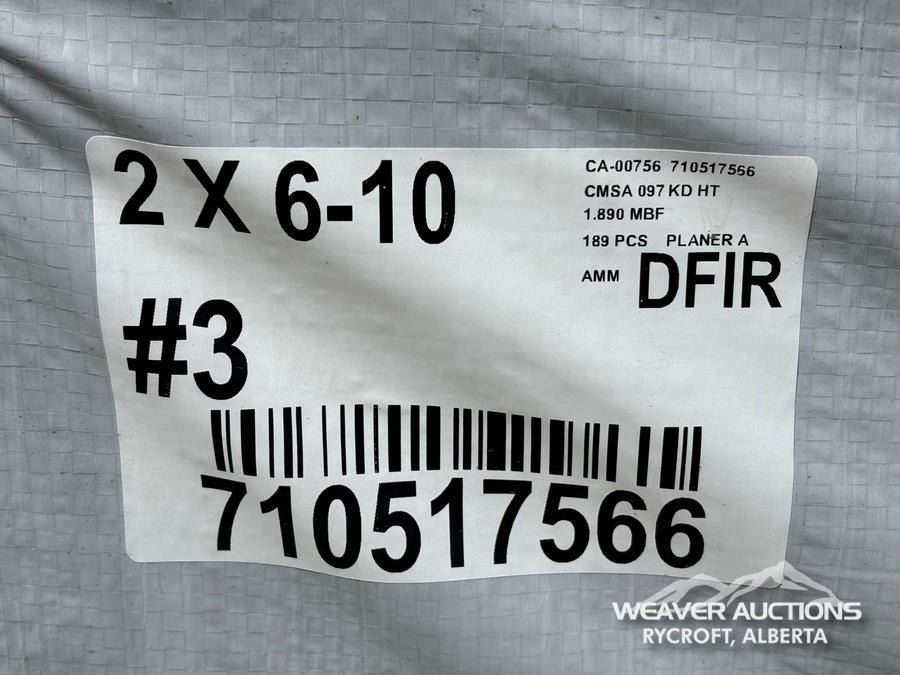 2 X 6-10
CA-00756 710517566
CMSA 097 KD HT
1.890 MBF
189 PCS PLANER A
AMM DFIR
#3
710517566
WEAVER AUCTIONS
RYCROFT, ALBERTA